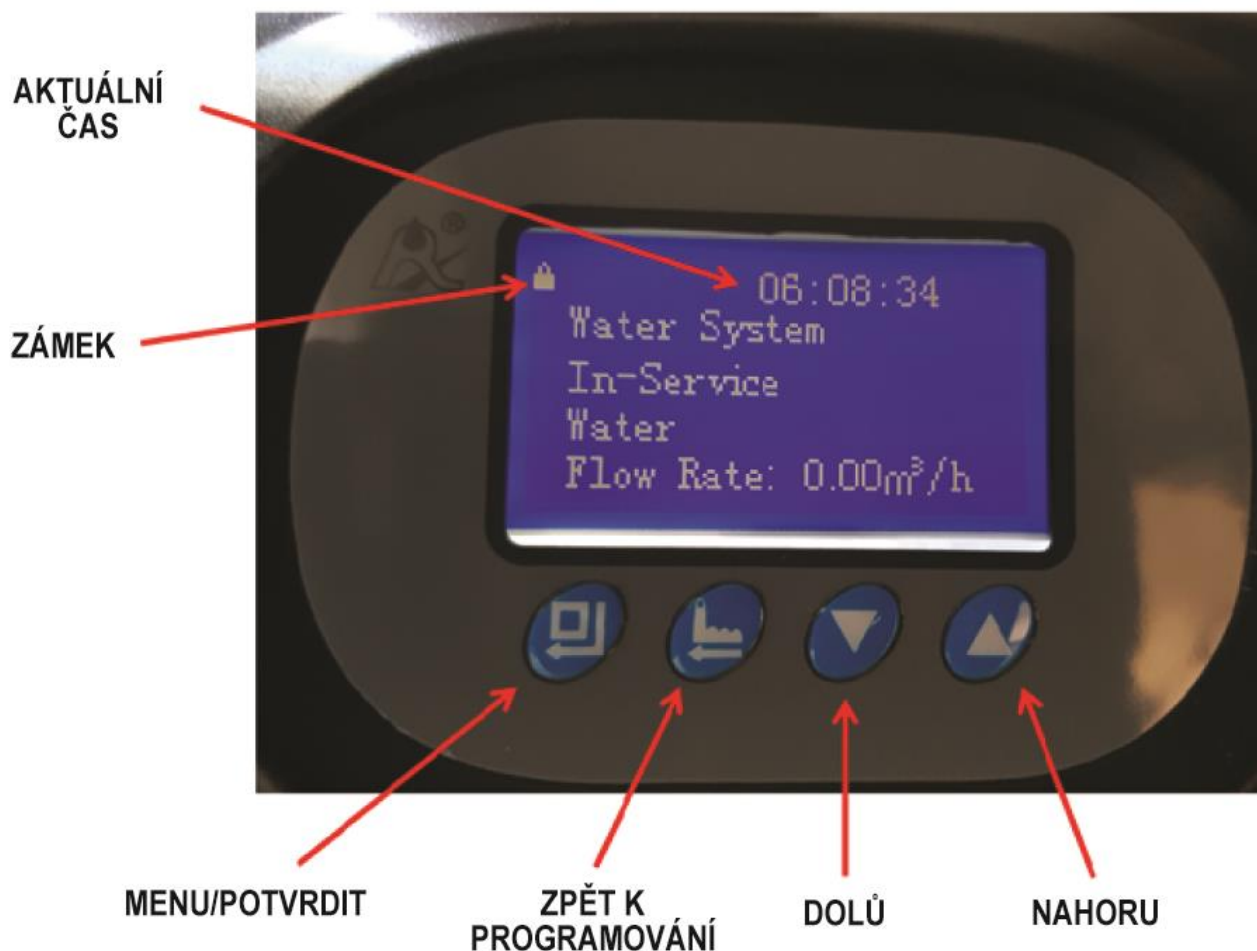 AKTUÁLNÍ
ČAS
®
06:08:34
ZÁMEK
Water System
In-Service
Water
Flow Rate: 0.00m³/h
MENU/POTVRDIT
ZPĚT K
PROGRAMOVÁNÍ
DOLŮ
NAHORU